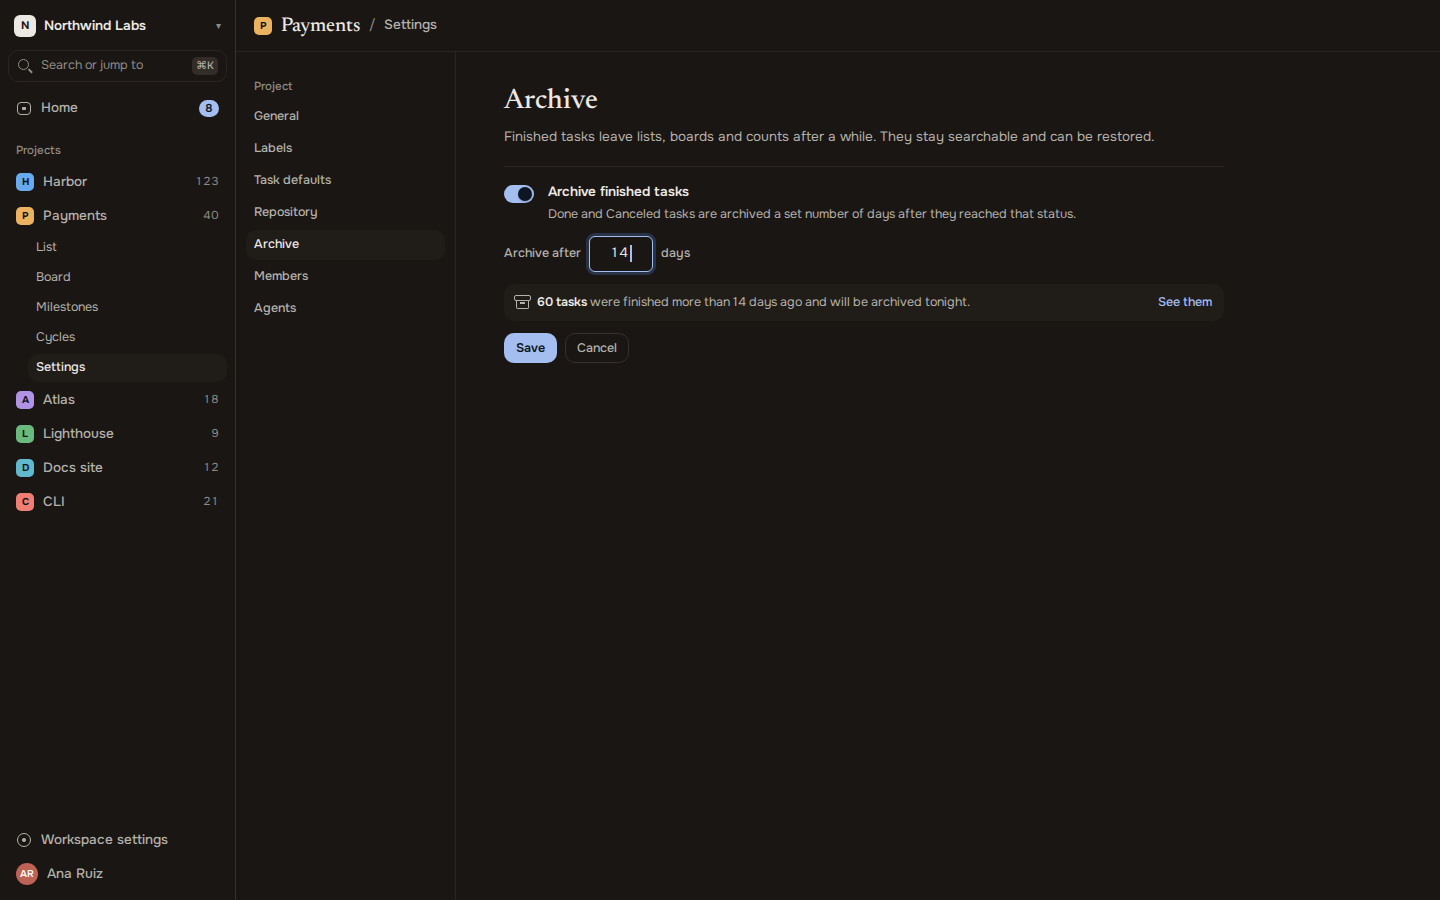 N Northwind Labs
Search or jump to ⌘K
Home 8
Projects
H Harbor 123
P Payments 40
List
Board
Milestones
Cycles
Settings
A Atlas 18
L Lighthouse 9
D Docs site 12
C CLI 21
Workspace settings
AR Ana Ruiz
P Payments / Settings
Project
General
Labels
Task defaults
Repository
Archive
Members
Agents
Archive
Finished tasks leave lists, boards and counts after a while. They stay searchable and can be restored.
Archive finished tasks
Done and Canceled tasks are archived a set number of days after they reached that status.
Archive after 14 days
60 tasks were finished more than 14 days ago and will be archived tonight. See them
Save Cancel